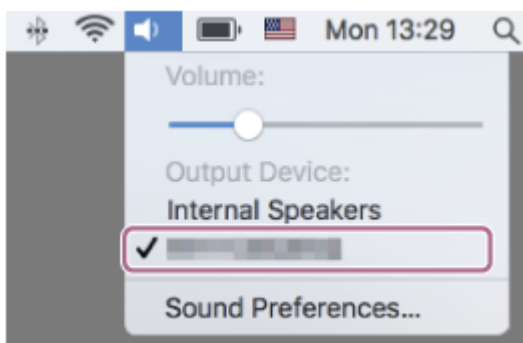 Mon 13:29
Volume:
Output Device:
Internal Speakers
Sound Preferences...